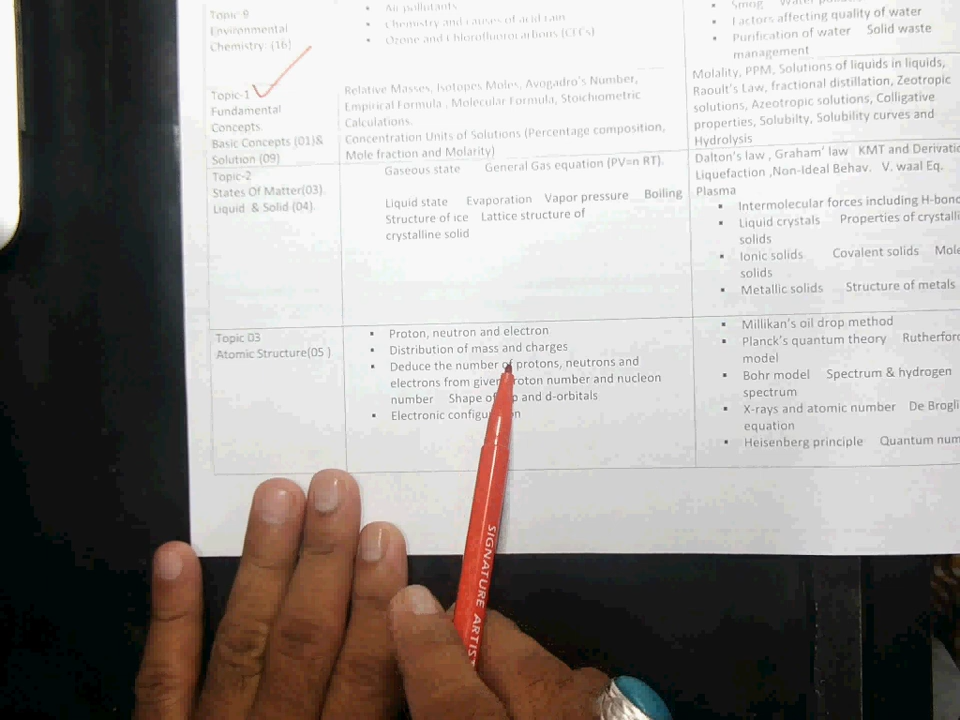 Topic 9
Environmental
Chemistry (16)
Air pollutants
Chemistry and causes of acid rain
Ozone and Chlorofluorocarbons (CFCs)
Smog Water
Factors affecting quality of water
Purification of water Solid waste
management
Topic-1
Fundamental
Concepts
Basic Concepts (01)&
Solution (09)
Relative Masses, Isotopes Moles, Avogadro's Number,
Empirical Formula , Molecular Formula, Stoichiometric
Calculations.
Concentration Units of Solutions (Percentage composition,
Mole fraction and Molarity)
Molality, PPM, Solutions of liquids in liquids,
Raoult's Law, fractional distillation, Zeotropic
solutions, Azeotropic solutions, Colligative
properties, Solubilty, Solubility curves and
Hydrolysis
Topic-2
States Of Matter(03)
Liquid & Solid (04)
Gaseous state General Gas equation (PV=n RT).
Liquid state Evaporation Vapor pressure Boiling
Structure of ice Lattice structure of
crystalline solid
Dalton's law , Graham' law KMT and Derivatio
Liquefaction ,Non-Ideal Behav. V. waal Eq.
Plasma
Intermolecular forces including H-bond
Liquid crystals Properties of crystalli
solids
Ionic solids Covalent solids Mole
solids
Metallic solids Structure of metals
Topic 03
Atomic Structure(05 )
Proton, neutron and electron
Distribution of mass and charges
Deduce the number of protons, neutrons and
electrons from given roton number and nucleon
number Shape of p and d-orbitals
Electronic configu n
Millikan's oil drop method
Planck's quantum theory Rutherford
model
Bohr model Spectrum & hydrogen
spectrum
X-rays and atomic number De Brogli
equation
Heisenberg principle Quantum num
SIGNATURE ARTIST